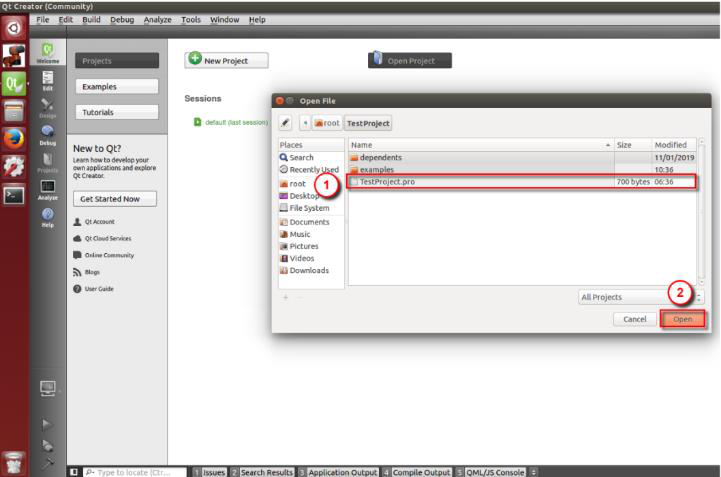 Qt Creator (Community)
File Edit Build Debug Analyze Tools Window Help
Welcome
Edit
Design
Debug
Projects
Analyze
Help
Projects
Examples
Tutorials
New to Qt?
Learn how to develop your
own applications and explore
Qt Creator.
Get Started Now
Qt Account
Qt Cloud Services
Online Community
Blogs
User Guide
New Project
Open Project
Sessions
default (last session)
Open File
root TestProject
Places
Search
Recently Used
root
Desktop
File System
Documents
Music
Pictures
Videos
Downloads
Name Size Modified
dependents 11/01/2019
examples 10:36
TestProject.pro 700 bytes 06:36
1
2
All Projects
Cancel Open
Type to locate (Ctr...
1 Issues 2 Search Results 3 Application Output 4 Compile Output 5 QML/JS Console